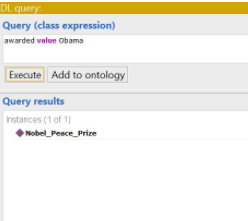 DL query:
Query (class expression)
awarded value Obama
Execute Add to ontology
Query results
Instances (1 of 1)
Nobel_Peace_Prize